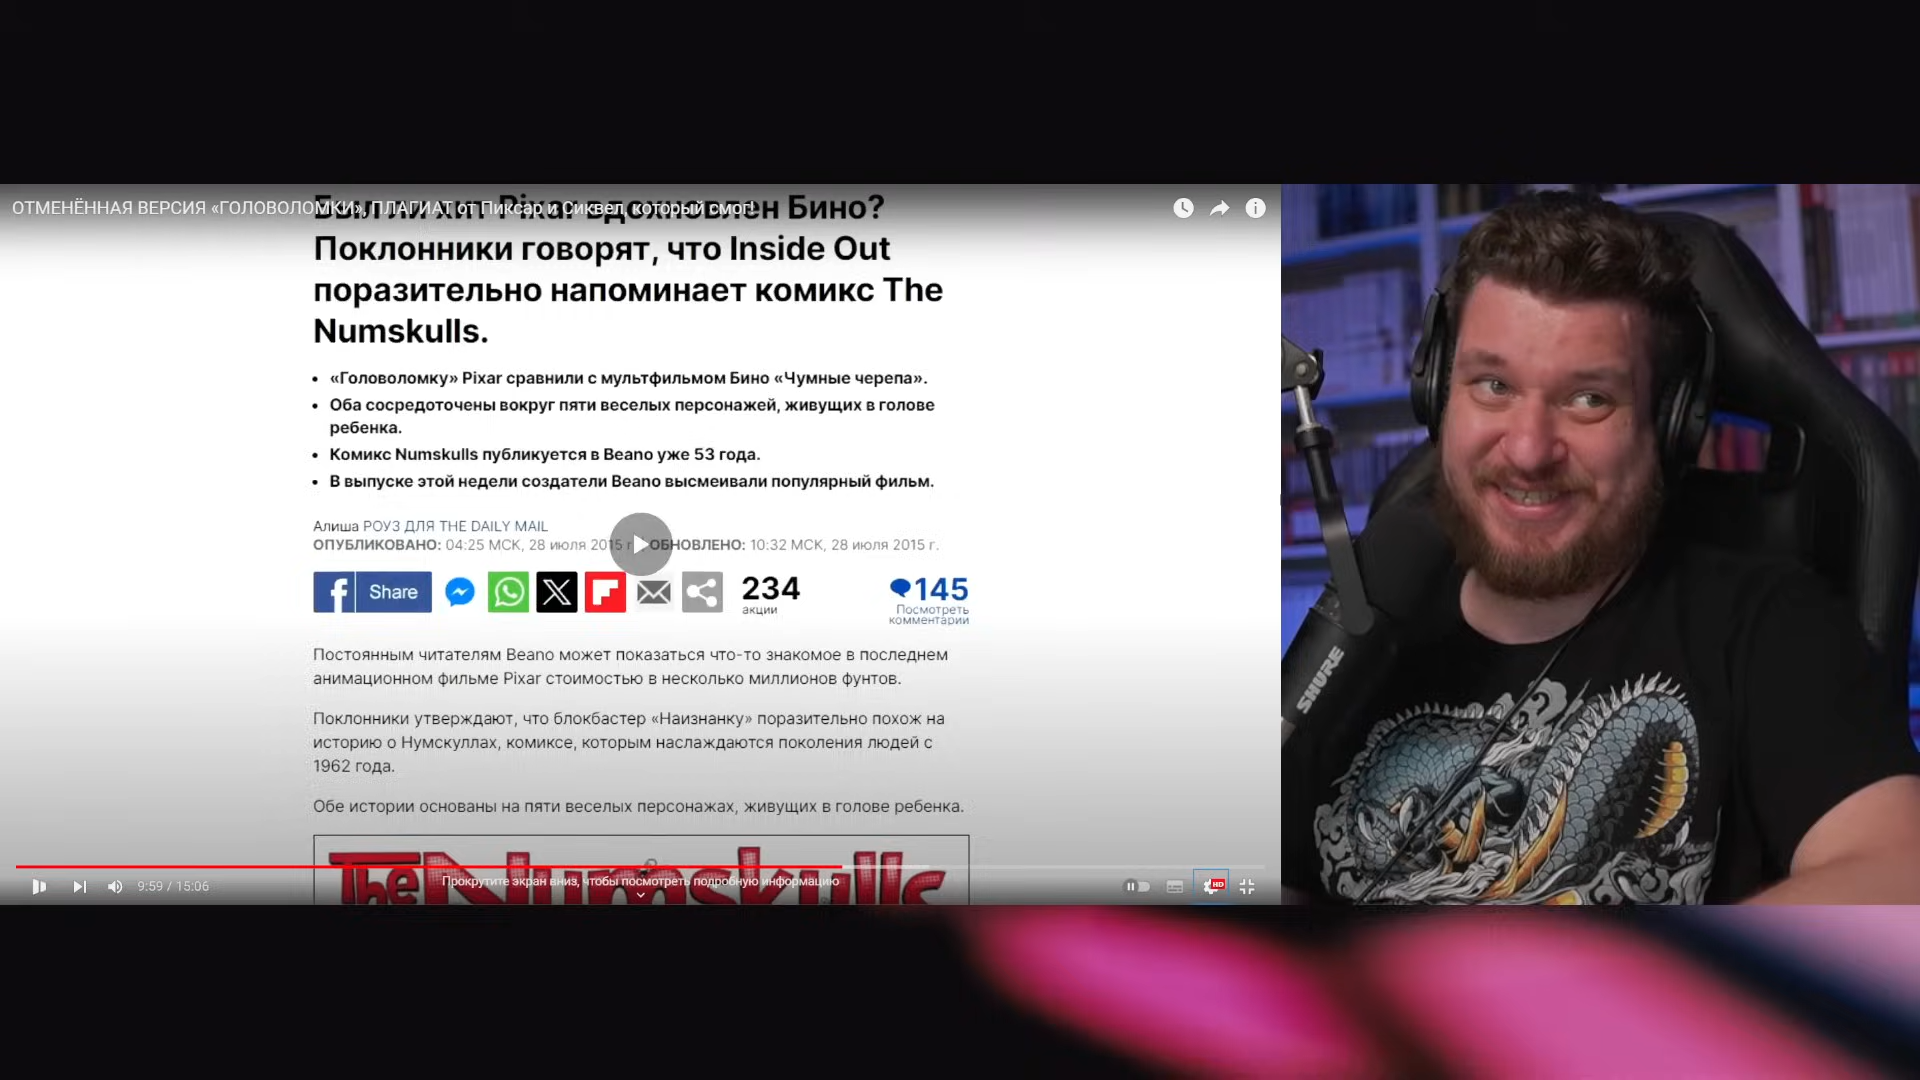 ОТМЕНЁННАЯ ВЕРСИЯ «ГОЛОВОЛОМКИ», ПЛАГИАТ от Пиксар и Сиквел, который смог!
Бино?
Поклонники говорят, что Inside Out
поразительно напоминает комикс The
Numskulls.
• «Головоломку» Pixar сравнили с мультфильмом Бино «Чумные черепа».
• Оба сосредоточены вокруг пяти веселых персонажей, живущих в голове
ребенка.
• Комикс Numskulls публикуется в Beano уже 53 года.
• В выпуске этой недели создатели Beano высмеивали популярный фильм.
Алиша РОУЗ ДЛЯ THE DAILY MAIL
ОПУБЛИКОВАНО: 04:25 МСК, 28 июля 2015 г. ОБНОВЛЕНО: 10:32 МСК, 28 июля 2015 г.
Share
234
акции
145
Посмотреть
комментарии
Постоянным читателям Beano может показаться что-то знакомое в последнем
анимационном фильме Pixar стоимостью в несколько миллионов фунтов.
Поклонники утверждают, что блокбастер «Наизнанку» поразительно похож на
историю о Нумскуллах, комиксе, которым наслаждаются поколения людей с
1962 года.
Обе истории основаны на пяти веселых персонажах, живущих в голове ребенка.
The Numskulls
Прокрутите экран вниз, чтобы посмотреть подробную информацию
9:59 / 15:06
HD
SHURE